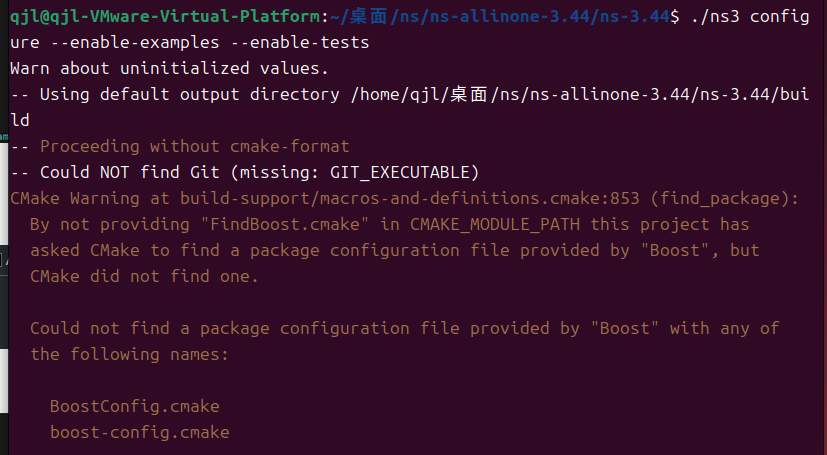 qjl@qjl-VMware-Virtual-Platform:~/桌面/ns/ns-allinone-3.44/ns-3.44$ ./ns3 config
ure --enable-examples --enable-tests
Warn about uninitialized values.
-- Using default output directory /home/qjl/桌面/ns/ns-allinone-3.44/ns-3.44/bui
ld
-- Proceeding without cmake-format
-- Could NOT find Git (missing: GIT_EXECUTABLE)
CMake Warning at build-support/macros-and-definitions.cmake:853 (find_package):
By not providing "FindBoost.cmake" in CMAKE_MODULE_PATH this project has
asked CMake to find a package configuration file provided by "Boost", but
CMake did not find one.
Could not find a package configuration file provided by "Boost" with any of
the following names:
BoostConfig.cmake
boost-config.cmake